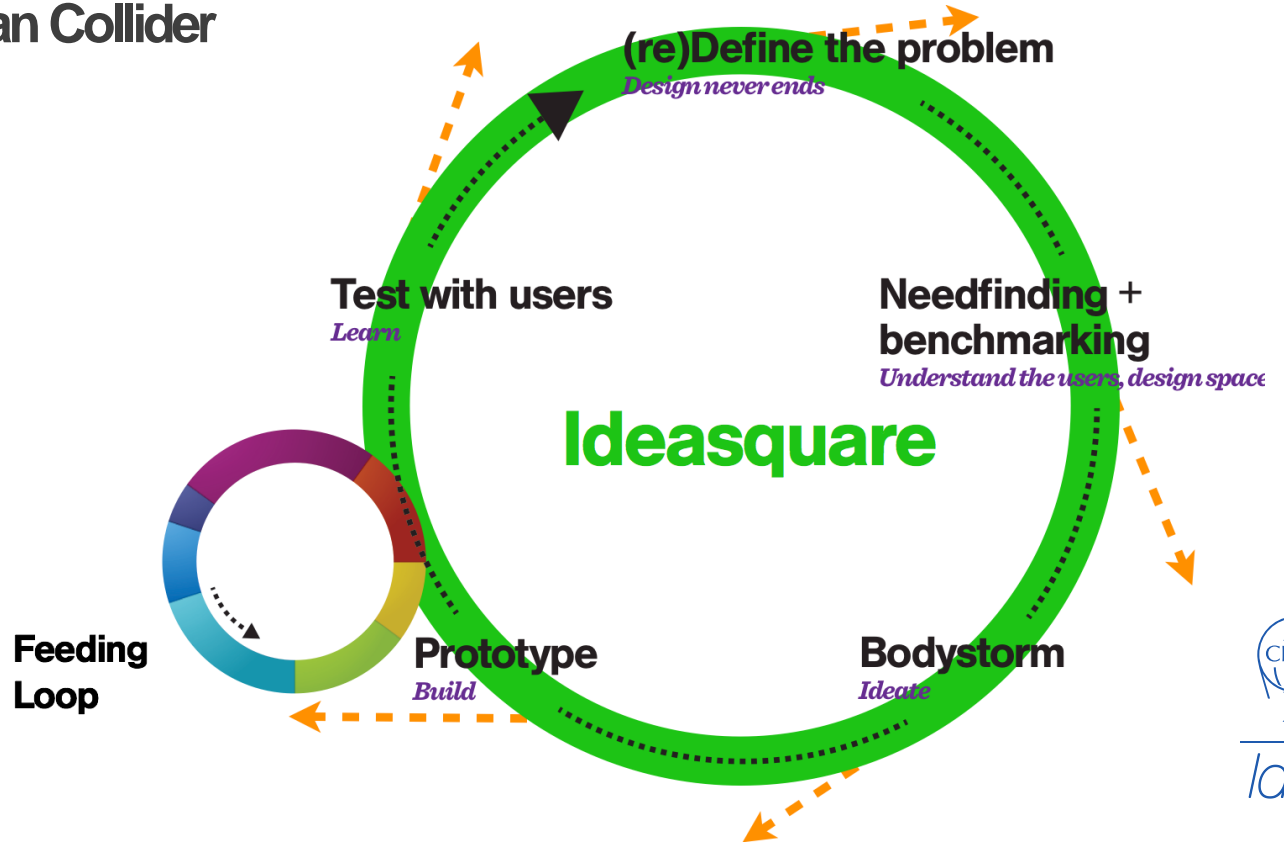 an Collider
(re)Define the problem
Design never ends
Test with users
Learn
Needfinding +
benchmarking
Understand the users, design space
Ideasquare
Feeding
Loop
Prototype
Build
Bodystorm
Ideate